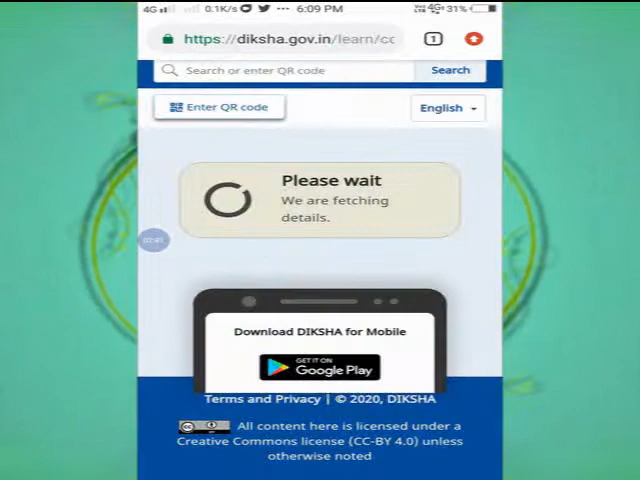 4G 0.1K/s ··· 6:09 PM 4G 31%
https://diksha.gov.in/learn/cc 1
Search or enter QR code Search
Enter QR code English
Please wait
We are fetching
details.
Download DIKSHA for Mobile
GET IT ON
Google Play
Terms and Privacy | © 2020, DIKSHA
All content here is licensed under a
Creative Commons license (CC-BY 4.0) unless
otherwise noted